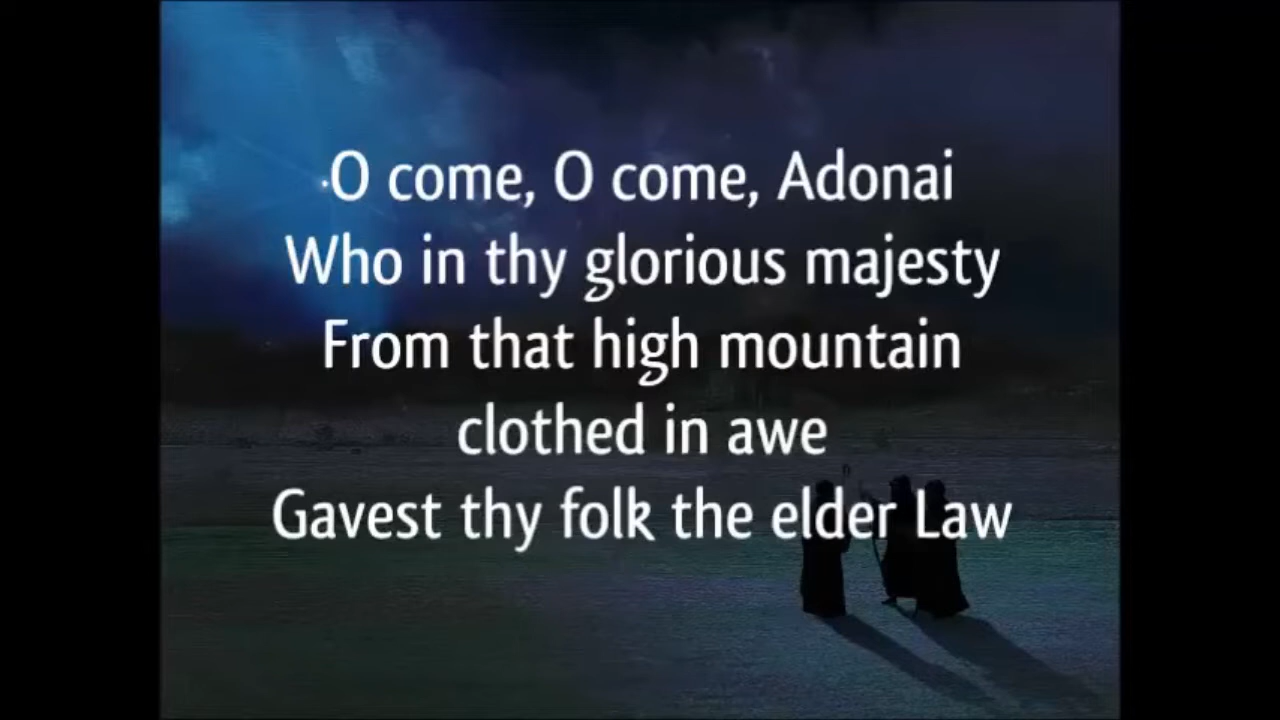 O come, O come, Adonai
Who in thy glorious majesty
From that high mountain
clothed in awe
Gavest thy folk the elder Law